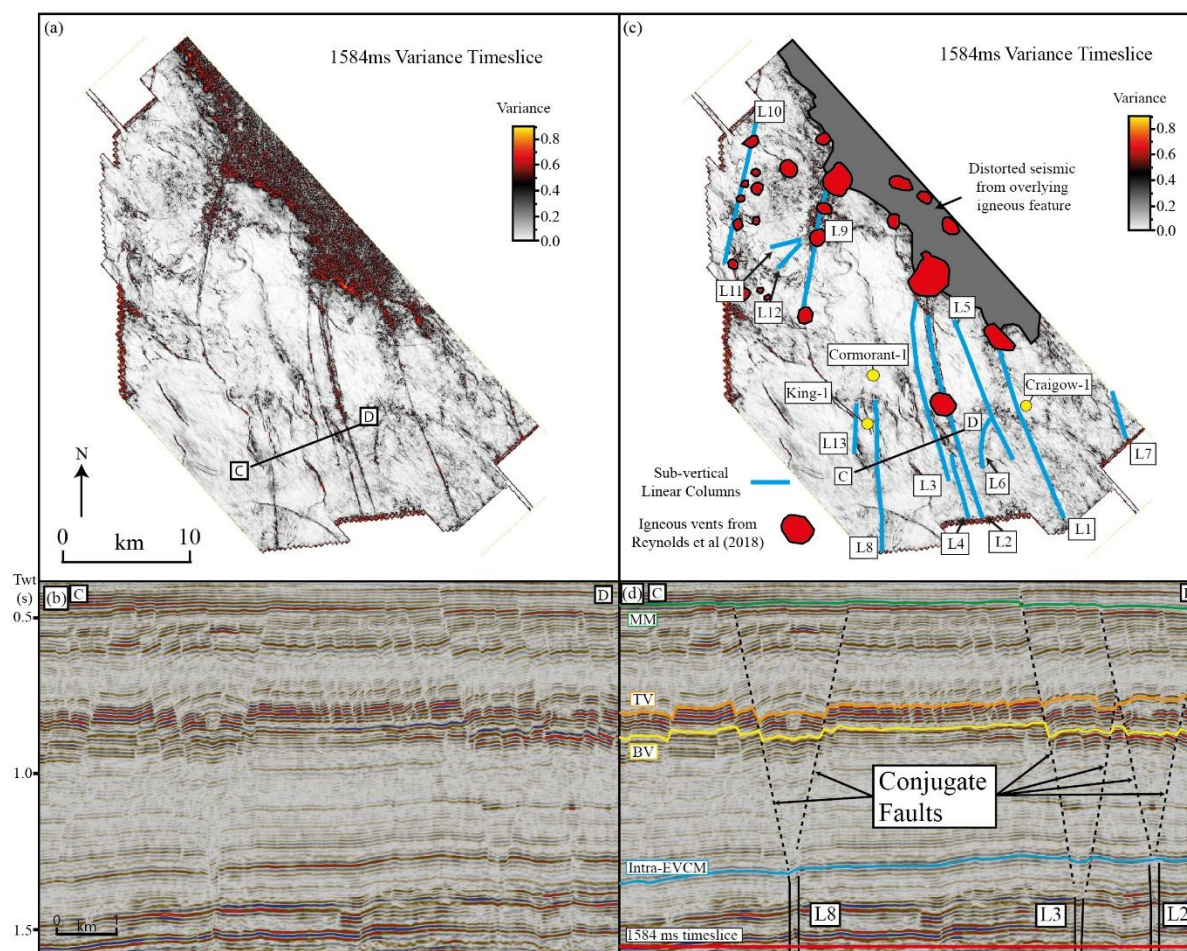 (a)
1584ms Variance Timeslice
Variance
0.8
0.6
0.4
0.2
0.0
D
C
N
0 10
km
(c)
1584ms Variance Timeslice
Variance
0.8
0.6
0.4
0.2
0.0
L10
Distorted seismic
from overlying
igneous feature
L9
L11
L12
L5
Cormorant-1
King-1
Craigow-1
D
L13
L7
C
L3
L6
Sub-vertical
Linear Columns
Igneous vents from
Reynolds et al (2018)
L8
L4
L2
L1
Twt
(s)
(b)
C
D
0.5
1.0
1.5
0 1
km
(d)
C
MM
TV
BV
Conjugate
Faults
Intra-EVCM
L8
L3
L2
1584 ms timeslice